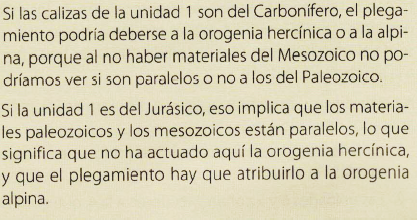 Si las calizas de la unidad 1 son del Carbonífero, el plega-
miento podría deberse a la orogenia hercínica o a la alpi-
na, porque al no haber materiales del Mesozoico no po-
dríamos ver si son paralelos o no a los del Paleozoico.
Si la unidad 1 es del Jurásico, eso implica que los materia-
les paleozoicos y los mesozoicos están paralelos, lo que
significa que no ha actuado aquí la orogenia hercínica,
y que el plegamiento hay que atribuirlo a la orogenia
alpina.